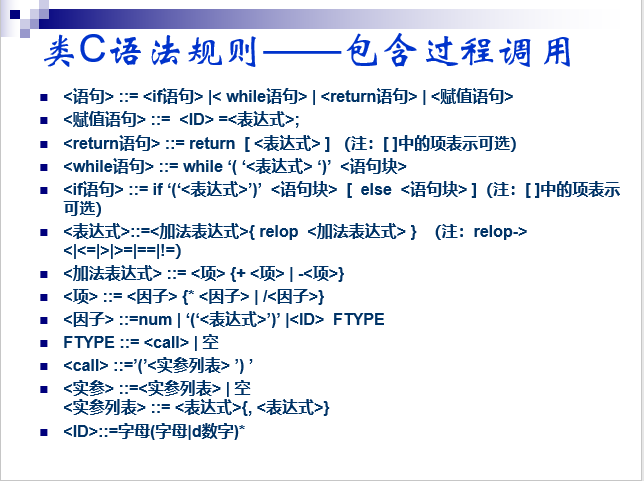 类C语法规则——包含过程调用
<语句> ::= <if语句> |< while语句> | <return语句> | <赋值语句>
<赋值语句> ::=  <ID> =<表达式>;
<return语句> ::= return  [ <表达式> ]  (注：[ ]中的项表示可选)
<while语句> ::= while ‘( ‘<表达式> ‘)’  <语句块>
<if语句> ::= if ‘(‘<表达式>’)’  <语句块>  [  else  <语句块> ]  (注：[ ]中的项表示
可选)
<表达式>::=<加法表达式>{ relop  <加法表达式> }   (注：relop->
<|<=|>|>=|==|!=)
<加法表达式> ::= <项> {+ <项> | -<项>}
<项> ::= <因子> {* <因子> | /<因子>}
<因子> ::=num | ‘(‘<表达式>’)’ |<ID>  FTYPE
FTYPE ::= <call> | 空
<call> ::=’(’<实参列表> ’) ’
<实参> ::=<实参列表> | 空
<实参列表> ::= <表达式>{, <表达式>}
<ID>::=字母(字母|d数字)*